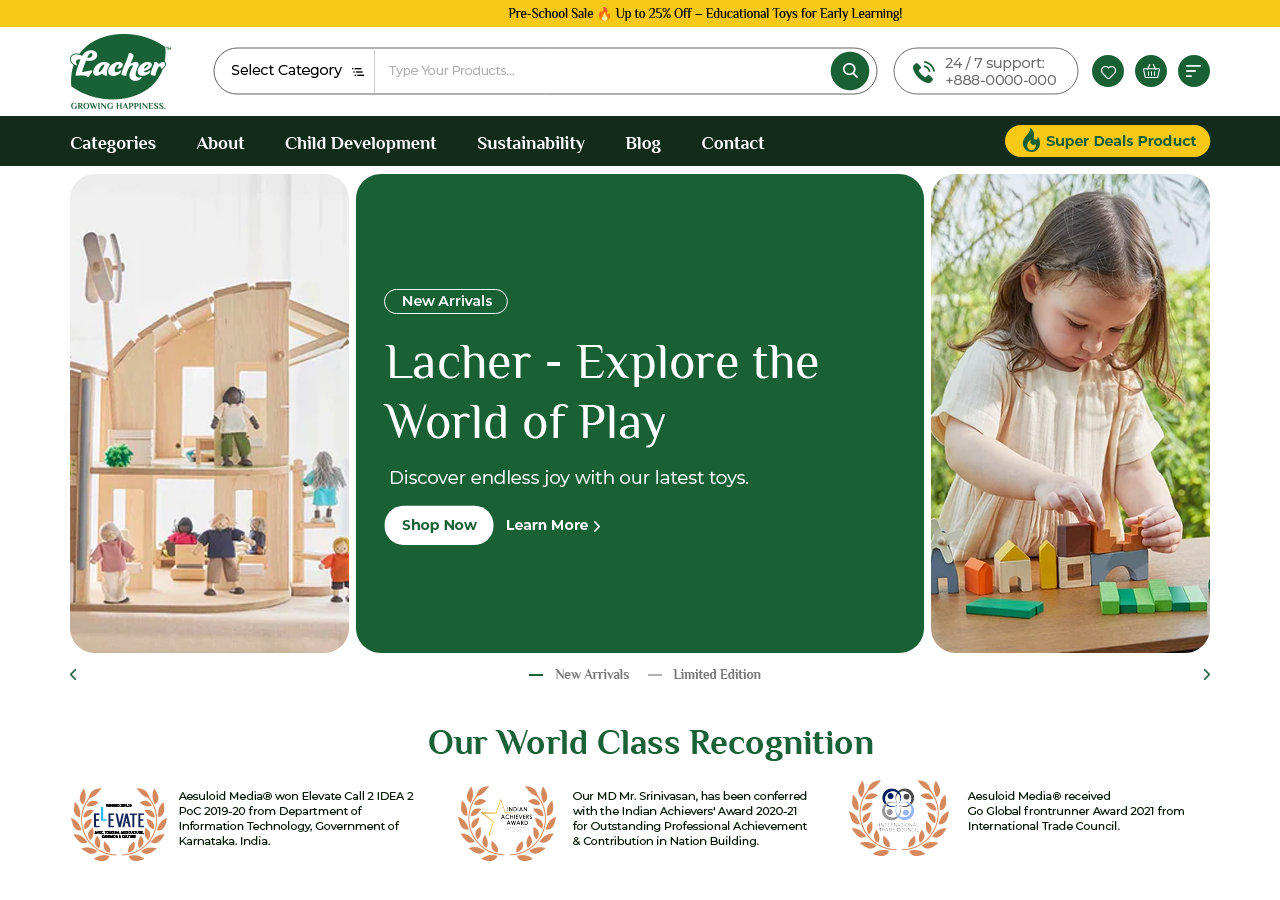 Pre-School Sale 🔥 Up to 25% Off – Educational Toys for Early Learning!
Lacher™
GROWING HAPPINESS.
Select Category
Type Your Products...
24 / 7 support:
+888-0000-000
Categories
About
Child Development
Sustainability
Blog
Contact
Super Deals Product
New Arrivals
Lacher - Explore the
World of Play
Discover endless joy with our latest toys.
Shop Now
Learn More
New Arrivals
Limited Edition
Our World Class Recognition
ELEVATE
Aesuloid Media® won Elevate Call 2 IDEA 2
PoC 2019-20 from Department of
Information Technology, Government of
Karnataka. India.
INDIAN
ACHIEVERS'
AWARD
Our MD Mr. Srinivasan, has been conferred
with the Indian Achievers' Award 2020-21
for Outstanding Professional Achievement
& Contribution in Nation Building.
INTERNATIONAL
TRADE COUNCIL
Aesuloid Media® received
Go Global frontrunner Award 2021 from
International Trade Council.